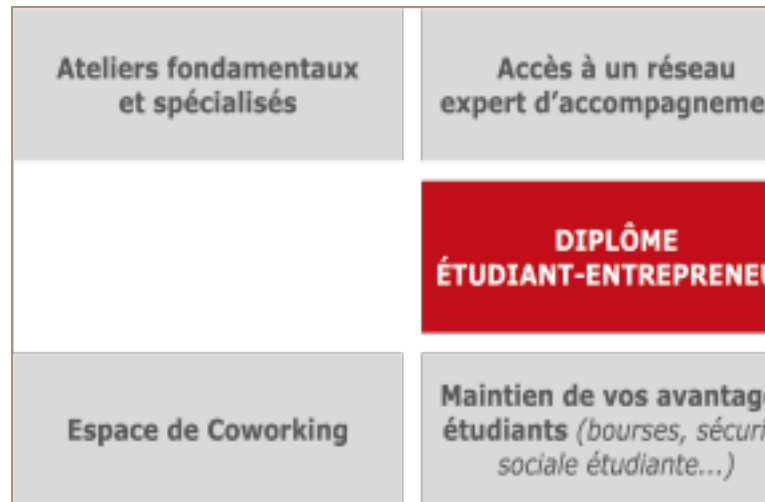 Ateliers fondamentaux
et spécialisés
Accès à un réseau
expert d'accompagneme
DIPLÔME
ÉTUDIANT-ENTREPRENEU
Espace de Coworking
Maintien de vos avantag
étudiants (bourses, sécuri
sociale étudiante...)